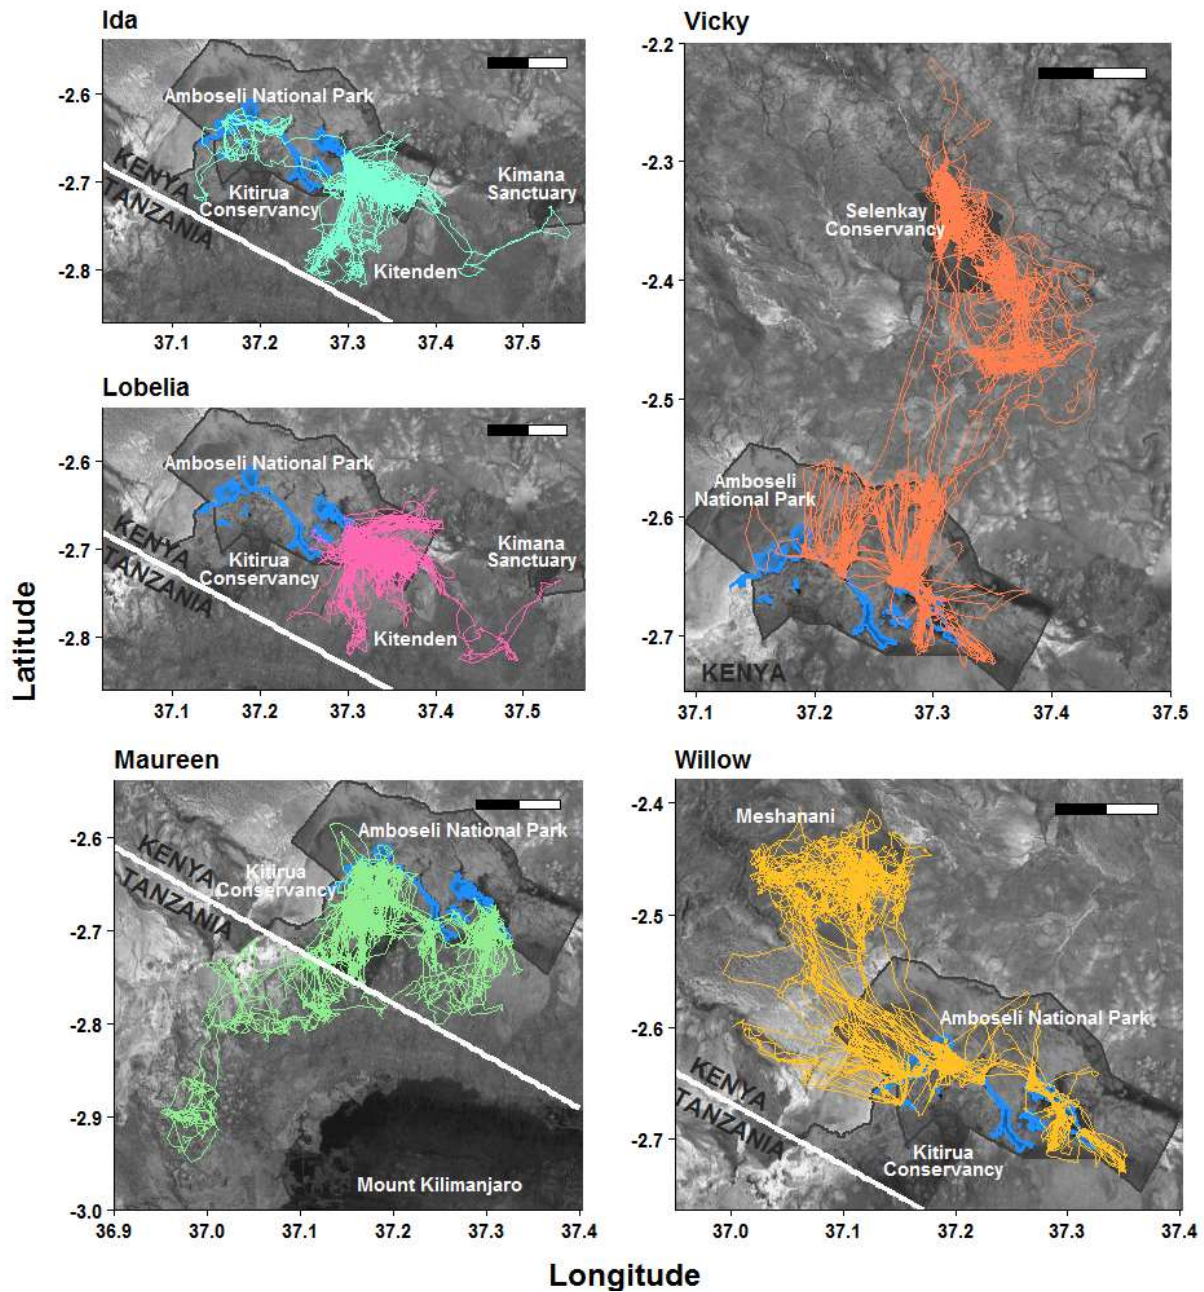 Ida
Amboseli National Park
Kimana
Sanctuary
Kitirua
Conservancy
Kitenden
KENYA
TANZANIA
-2.6
-2.7
-2.8
37.1 37.2 37.3 37.4 37.5
Lobelia
Amboseli National Park
Kimana
Sanctuary
Kitirua
Conservancy
Kitenden
KENYA
TANZANIA
-2.6
-2.7
-2.8
37.1 37.2 37.3 37.4 37.5
Maureen
Amboseli National Park
Kitirua
Conservancy
KENYA
TANZANIA
Mount Kilimanjaro
-2.6
-2.7
-2.8
-2.9
-3.0
36.9 37.0 37.1 37.2 37.3 37.4
Vicky
Selenkay
Conservancy
Amboseli
National Park
KENYA
-2.2
-2.3
-2.4
-2.5
-2.6
-2.7
37.1 37.2 37.3 37.4 37.5
Willow
Meshanani
Amboseli National Park
KENYA
TANZANIA
Kitirua
Conservancy
-2.4
-2.5
-2.6
-2.7
37.0 37.1 37.2 37.3 37.4
Latitude
Longitude